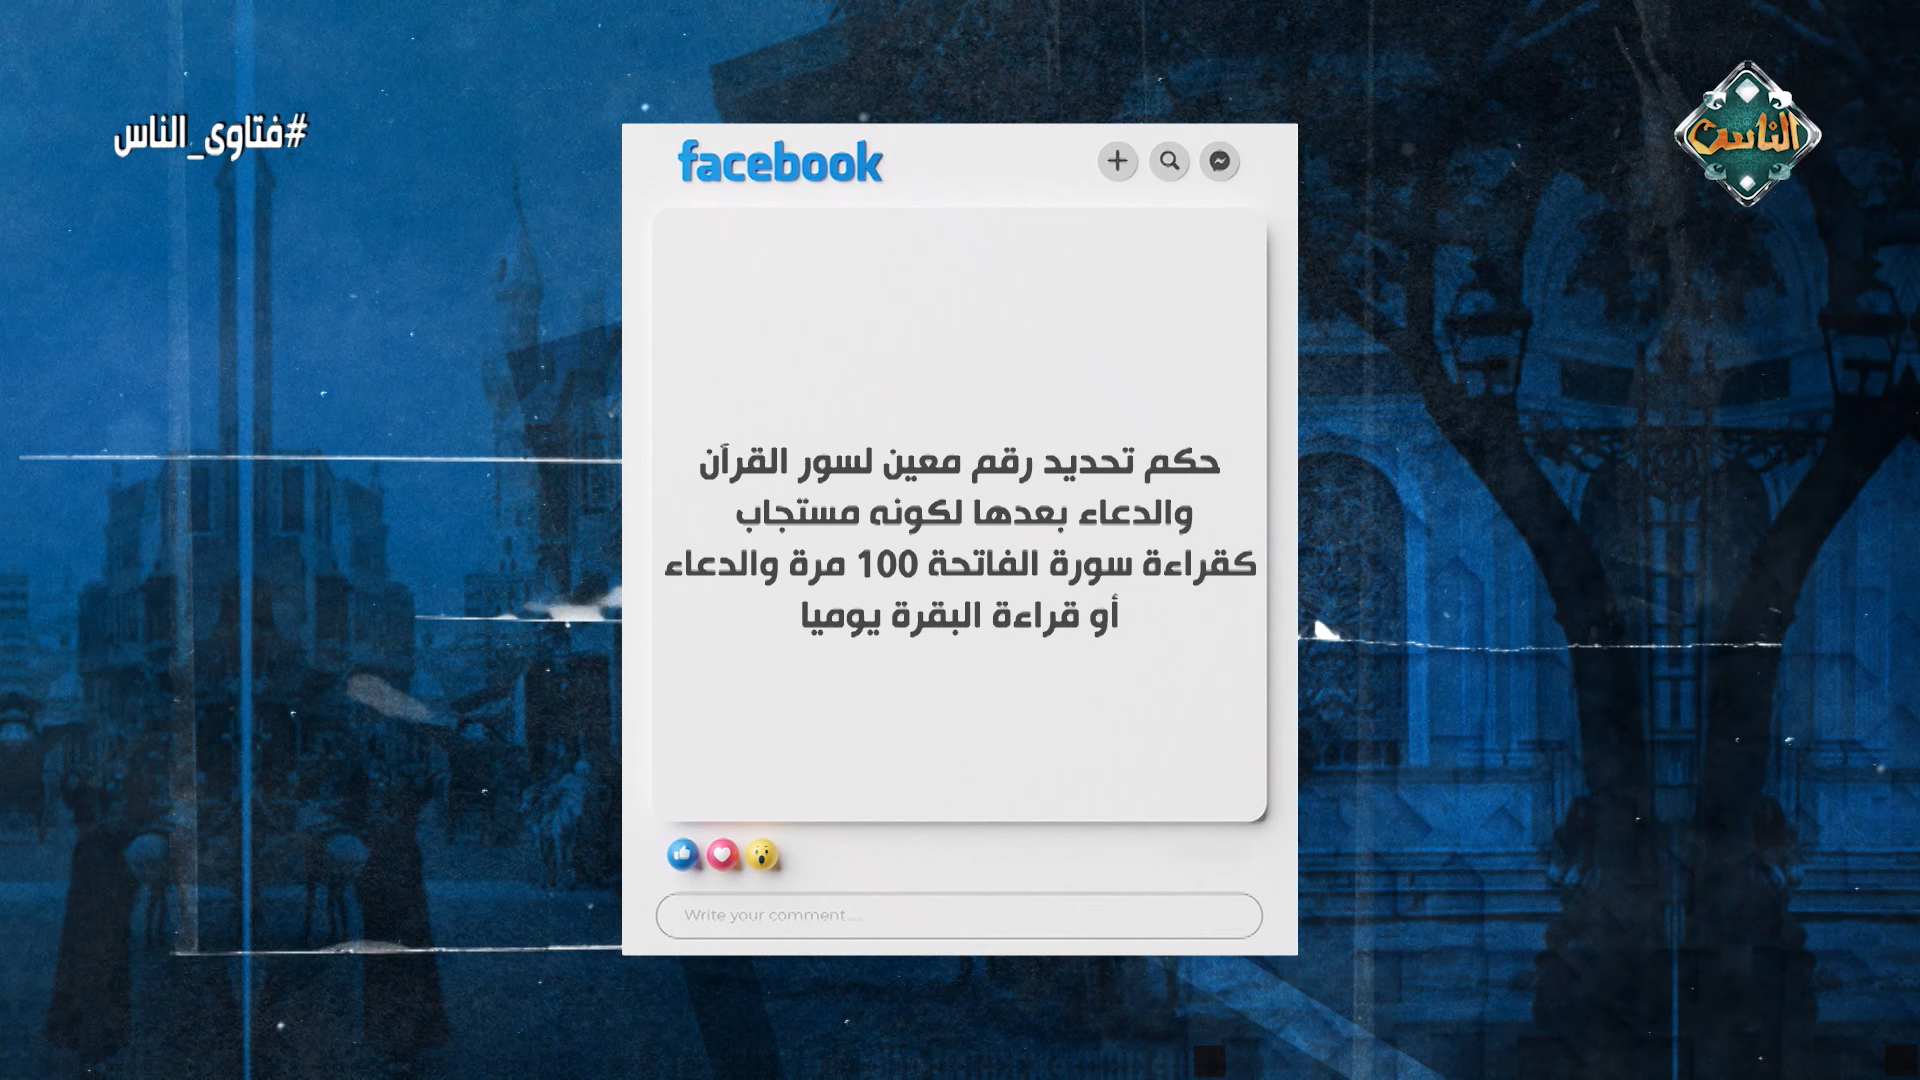 #فتاوى_الناس
الناس
facebook
حكم تحديد رقم معين لسور القرآن
والدعاء بعدها لكونه مستجاب
كقراءة سورة الفاتحة 100 مرة والدعاء
أو قراءة البقرة يوميا
Write your comment.....